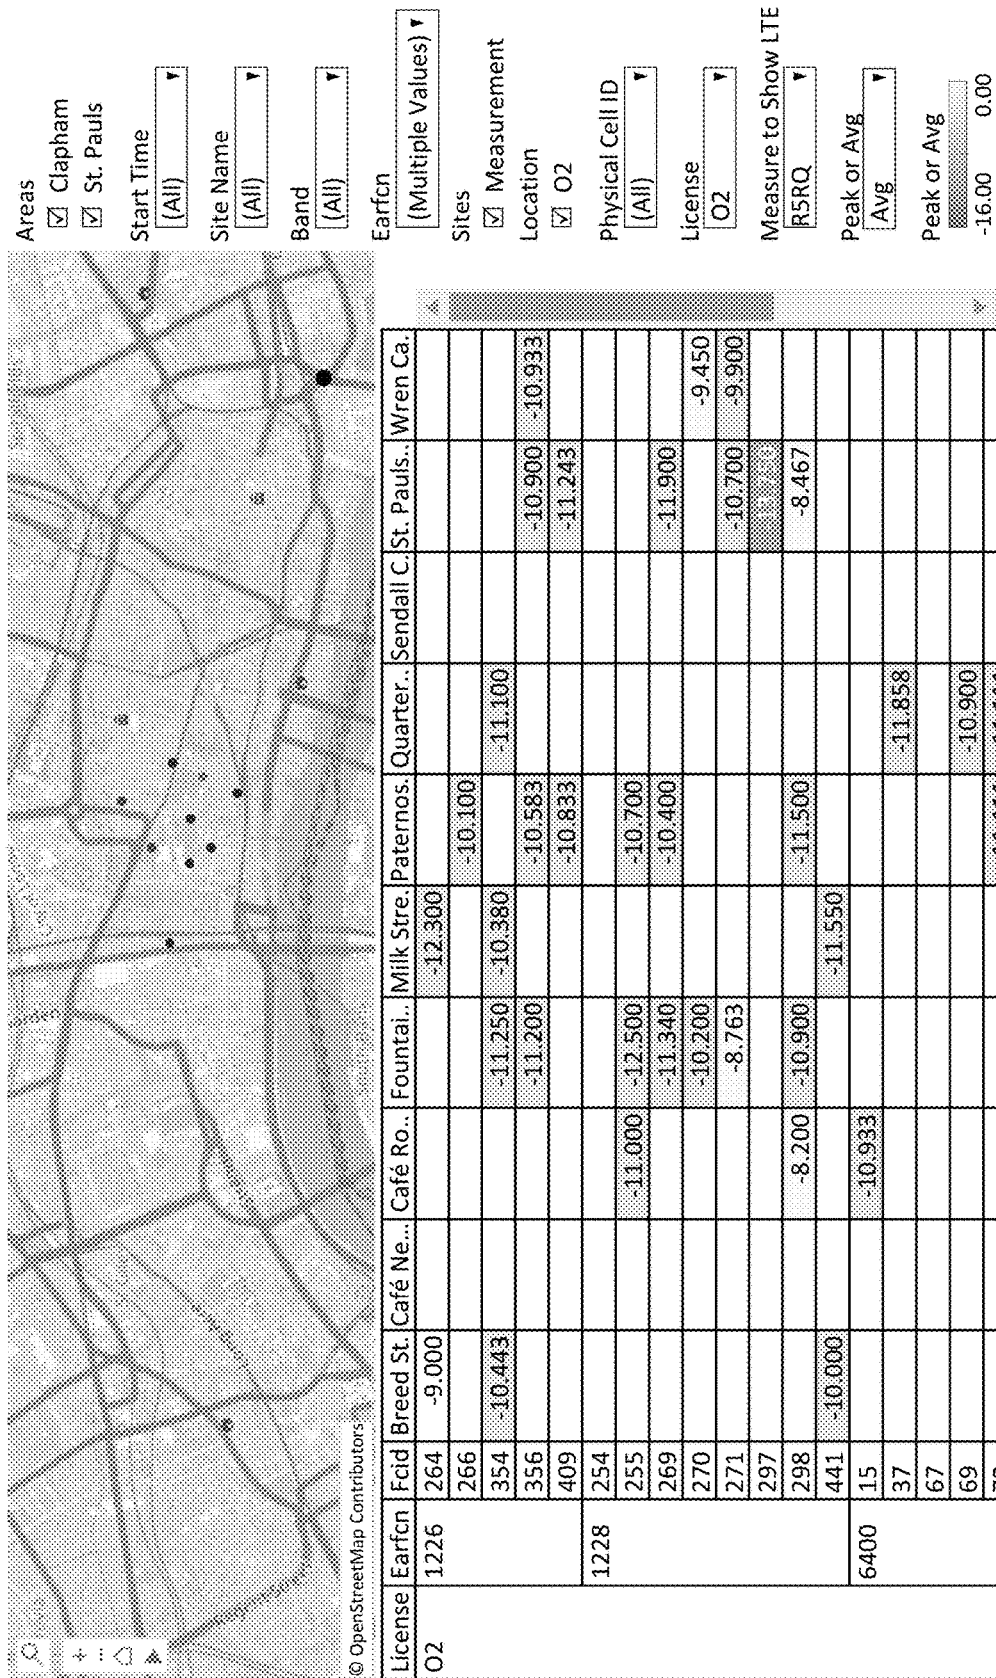 Areas
☑ Clapham
☑ St. Pauls
Start Time
(All)
Site Name
(All)
Band
(All)
Earfcn
(Multiple Values)
Sites
☑ Measurement
Location
☑ O2
Physical Cell ID
(All)
License
O2
Measure to Show LTE
R5RQ
Peak or Avg
Avg
Peak or Avg
-16.00 0.00
© OpenStreetMap Contributors
License Earfcn Fcid Breed St. Café Ne... Café Ro.. Fountai.. Milk Stre. Paternos. Quarter.. Sendall C. St. Pauls.. Wren Ca.
O2 1226 264 -9.000 -12.300
266 -10.100
354 -10.443 -11.250 -10.380 -11.100
356 -11.200 -10.583 -10.900 -10.933
409 -10.833 -11.243
1228 254
255 -11.000 -12.500 -10.700
269 -11.340 -10.400 -11.900
270 -10.200 -9.450
271 -8.763 -10.700 -9.900
297
298 -8.200 -10.900 -11.500 -8.467
441 -10.000 -11.550
6400 15 -10.933
37 -11.858
67
69 -10.900